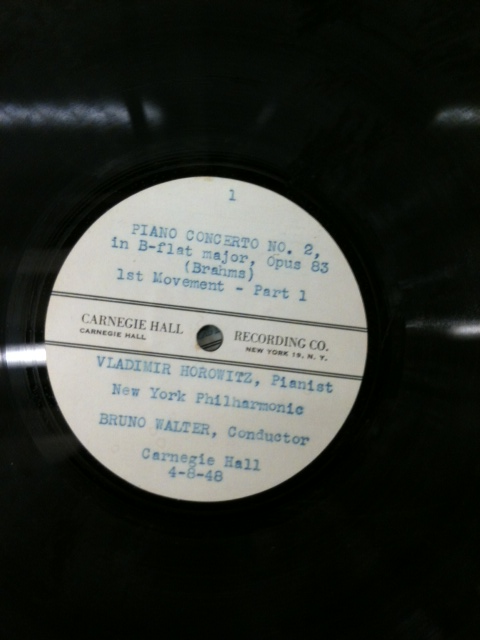 1
PIANO CONCERTO NO. 2,
in B-flat major, Opus 83
(Brahms)
1st Movement - Part 1
CARNEGIE HALL RECORDING CO.
CARNEGIE HALL NEW YORK 19, N. Y.
VLADIMIR HOROWITZ, Pianist
New York Philharmonic
BRUNO WALTER, Conductor
Carnegie Hall
4-8-48